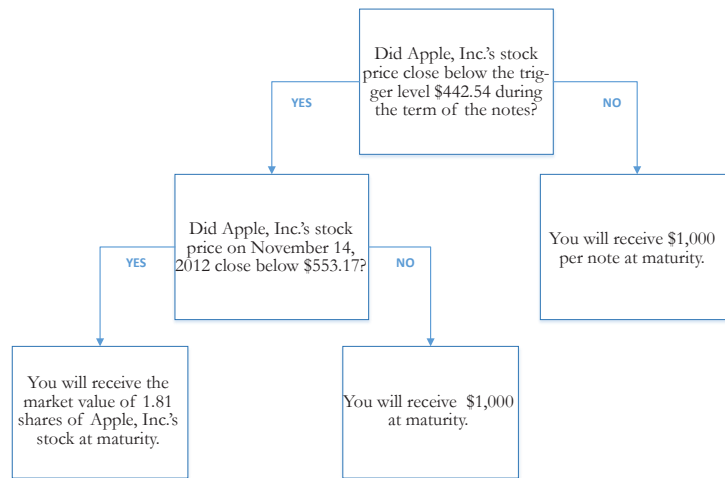 Did Apple, Inc.'s stock
price close below the trig-
ger level $442.54 during
the term of the notes?
YES
NO
Did Apple, Inc.'s stock
price on November 14,
2012 close below $553.17?
You will receive $1,000
per note at maturity.
YES
NO
You will receive the
market value of 1.81
shares of Apple, Inc.'s
stock at maturity.
You will receive $1,000
at maturity.